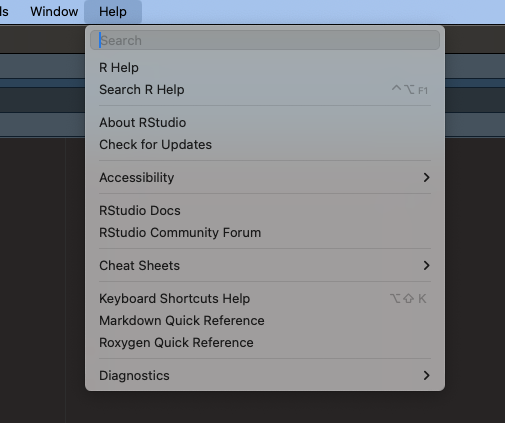 ls Window Help
Search
R Help
Search R Help ⌃⌥F1
About RStudio
Check for Updates
Accessibility
RStudio Docs
RStudio Community Forum
Cheat Sheets
Keyboard Shortcuts Help ⌥⇧K
Markdown Quick Reference
Roxygen Quick Reference
Diagnostics